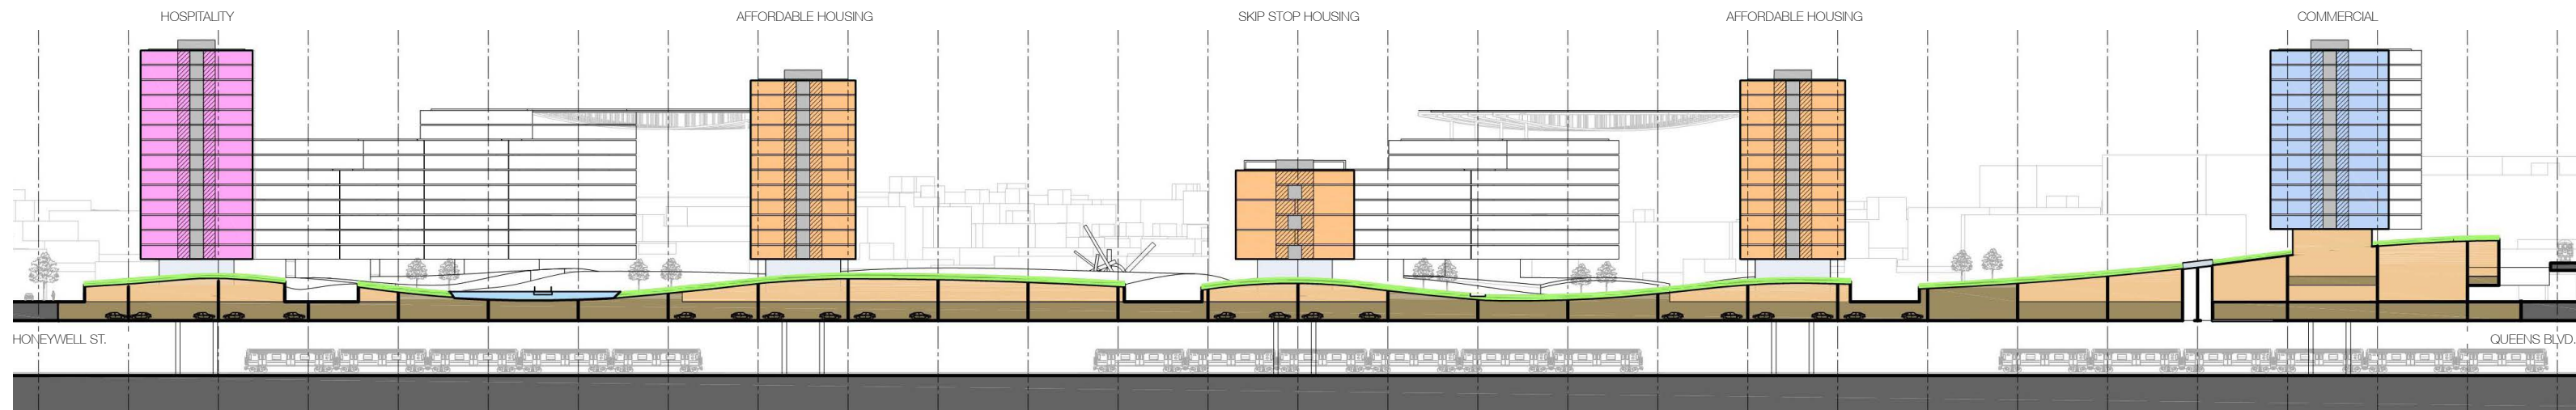 HOSPITALITY
AFFORDABLE HOUSING
SKIP STOP HOUSING
AFFORDABLE HOUSING
COMMERCIAL
HONEYWELL ST.
QUEENS BLVD.